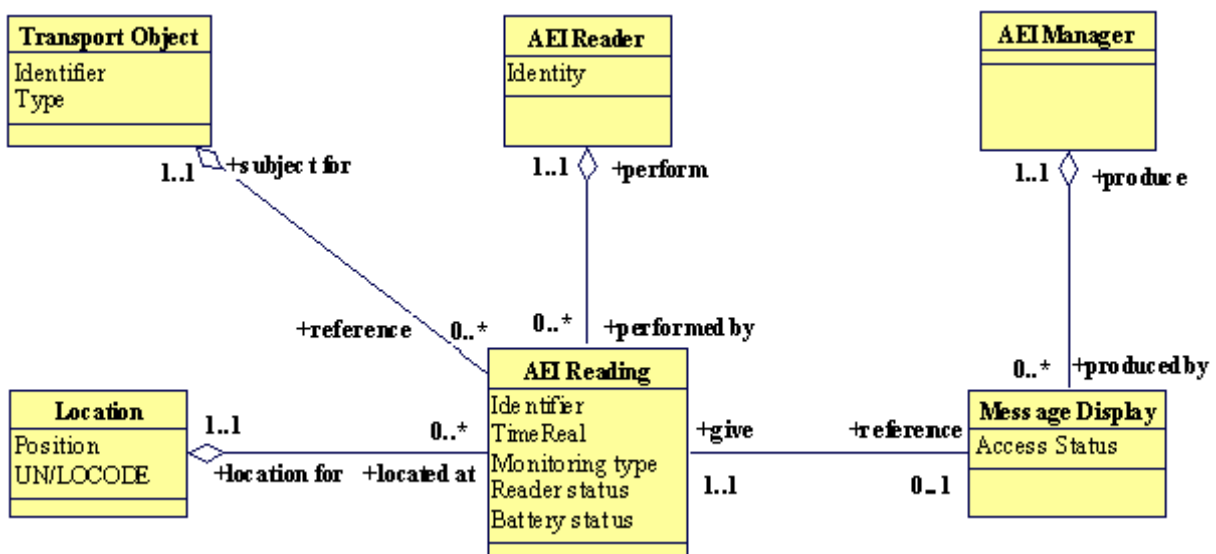 Transport Object
Identifier
Type
AEI Reader
Identity
AEI Manager
1..1
+subject for
1..1
+perform
1..1
+produce
+reference
0..*
0..*
+performed by
0..*
+produced by
Location
Position
UN/LOCODE
1..1
+location for
0..*
+located at
AEI Reading
Identifier
TimeReal
Monitoring type
Reader status
Battery status
+give
1..1
+reference
0..1
Message Display
Access Status